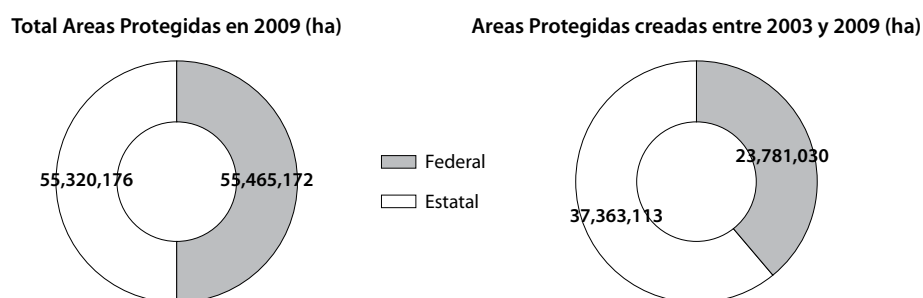 Total Areas Protegidas en 2009 (ha)
55,320,176
55,465,172
Federal
Estatal
Areas Protegidas creadas entre 2003 y 2009 (ha)
23,781,030
37,363,113